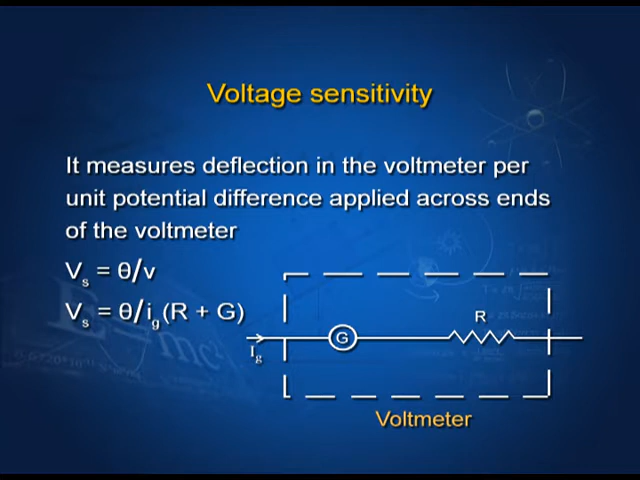 Voltage sensitivity
It measures deflection in the voltmeter per
unit potential difference applied across ends
of the voltmeter
Vs = θ/v
Vs = θ/ig(R + G)
R
G
Ig
Voltmeter
E=mc²